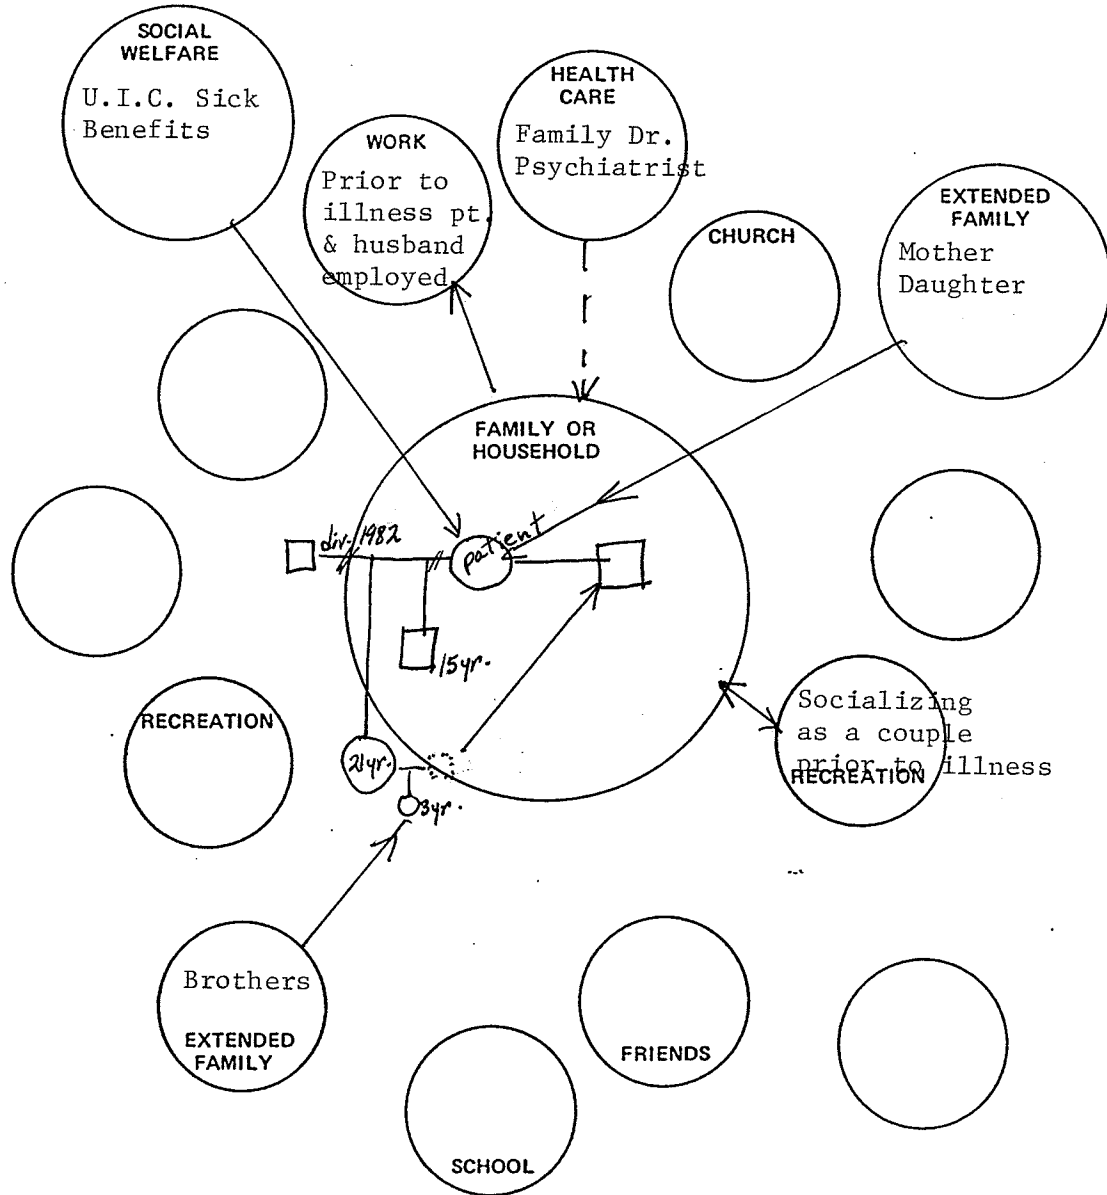 SOCIAL
WELFARE
U.I.C. Sick
Benefits
WORK
Prior to
illness pt.
& husband
employed.
HEALTH
CARE
Family Dr.
Psychiatrist
CHURCH
EXTENDED
FAMILY
Mother
Daughter
FAMILY OR
HOUSEHOLD
div. 1982
patient
15yr.
21yr.
3yr.
RECREATION
Socializing
as a couple
prior to illness
RECREATION
Brothers
EXTENDED
FAMILY
FRIENDS
SCHOOL